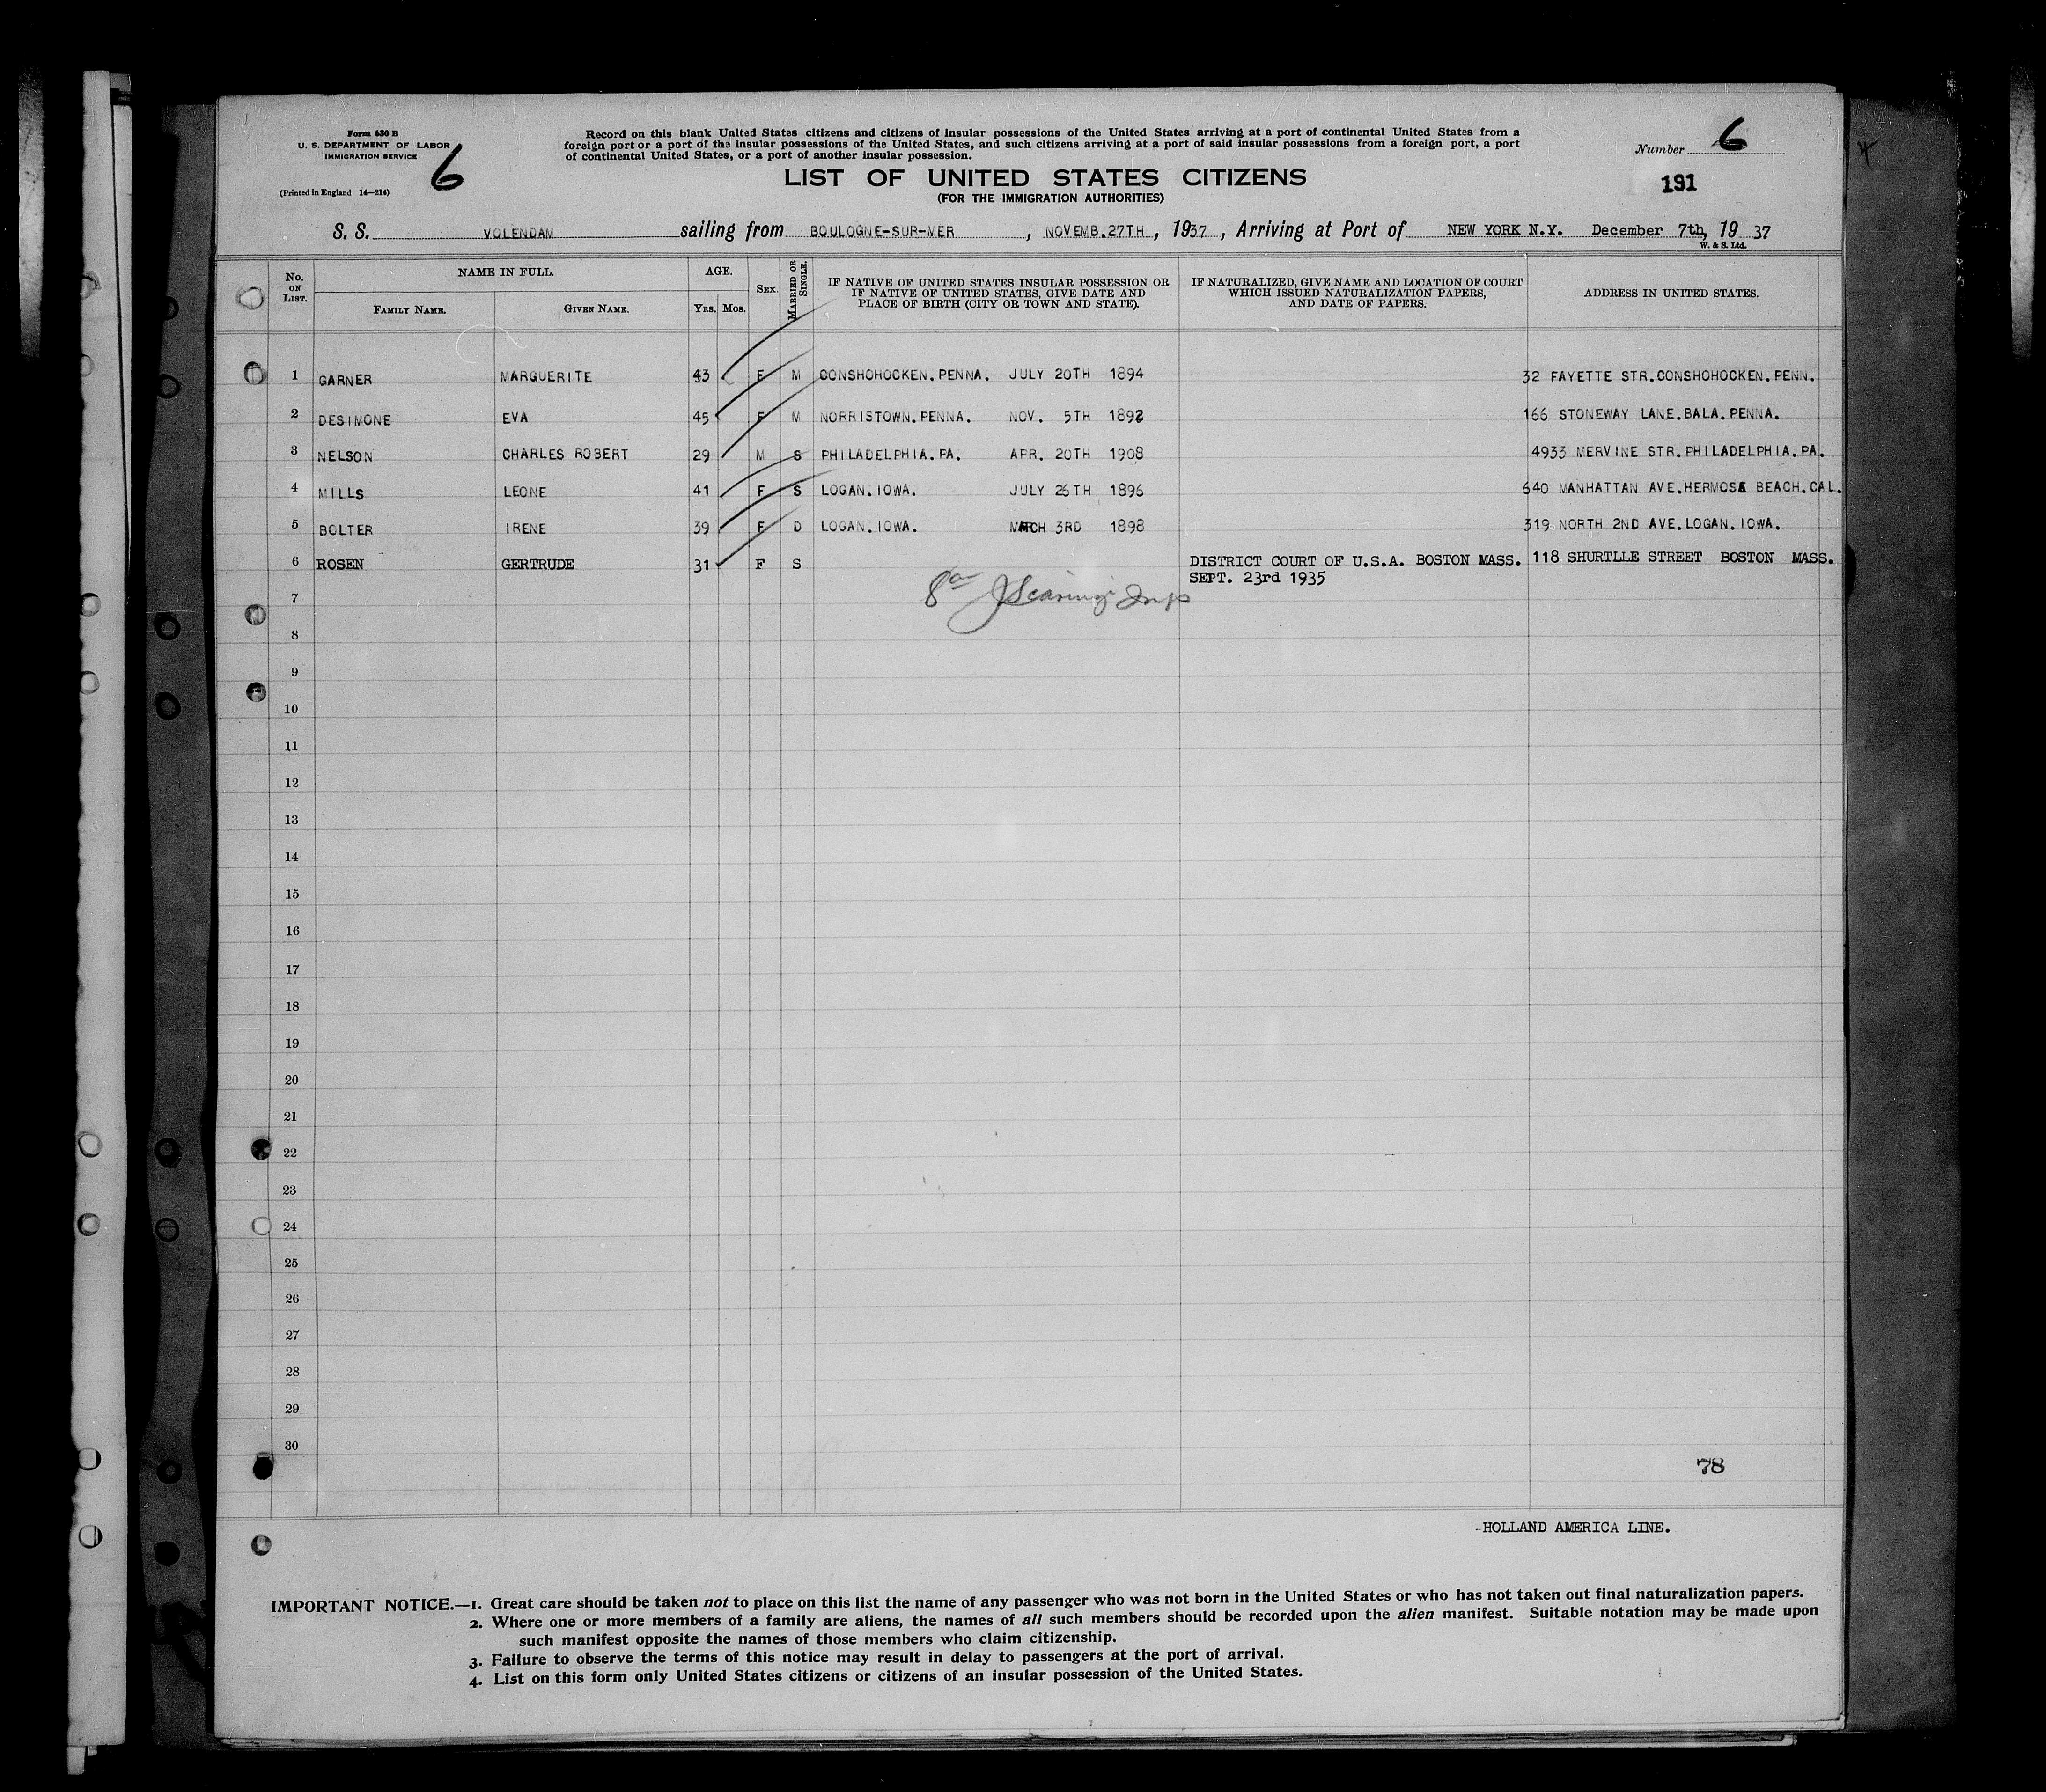 Form 630 B
U. S. DEPARTMENT OF LABOR
IMMIGRATION SERVICE
(Printed in England 14—214)
6
Record on this blank United States citizens and citizens of insular possessions of the United States arriving at a port of continental United States from a
foreign port or a port of the insular possessions of the United States, and such citizens arriving at a port of said insular possessions from a foreign port, a port
of continental United States, or a port of another insular possession.
Number 6
191
LIST OF UNITED STATES CITIZENS
(FOR THE IMMIGRATION AUTHORITIES)
S. S. VOLENDAM sailing from BOULOGNE-SUR-MER, NOVEMB.27TH, 1937, Arriving at Port of NEW YORK N.Y. December 7th, 19 37
W. & S. Ltd.
No. ON LIST. NAME IN FULL. AGE. SEX. MARRIED OR SINGLE. IF NATIVE OF UNITED STATES INSULAR POSSESSION OR IF NATIVE OF UNITED STATES, GIVE DATE AND PLACE OF BIRTH (CITY OR TOWN AND STATE). IF NATURALIZED, GIVE NAME AND LOCATION OF COURT WHICH ISSUED NATURALIZATION PAPERS, AND DATE OF PAPERS. ADDRESS IN UNITED STATES.
FAMILY NAME. GIVEN NAME. YRS. MOS.
1 GARNER MARGUERITE 43 F M CONSHOHOCKEN.PENNA. JULY 20TH 1894 32 FAYETTE STR.CONSHOHOCKEN.PENN.
2 DESIMONE EVA 45 F M NORRISTOWN.PENNA. NOV. 5TH 1892 166 STONEWAY LANE.BALA.PENNA.
3 NELSON CHARLES ROBERT 29 M S PHILADELPHIA.PA. APR. 20TH 1908 4933 MERVINE STR.PHILADELPHIA.PA.
4 MILLS LEONE 41 F S LOGAN.IOWA. JULY 26TH 1896 640 MANHATTAN AVE.HERMOSA BEACH.CAL.
5 BOLTER IRENE 39 F D LOGAN.IOWA. MARCH 3RD 1898 319 NORTH 2ND AVE.LOGAN.IOWA.
6 ROSEN GERTRUDE 31 F S DISTRICT COURT OF U.S.A. BOSTON MASS. 118 SHURTLLE STREET BOSTON MASS.
SEPT. 23rd 1935
7
8
9
10
11
12
13
14
15
16
17
18
19
20
21
22
23
24
25
26
27
28
29
30
78
HOLLAND AMERICA LINE.
IMPORTANT NOTICE.—1. Great care should be taken not to place on this list the name of any passenger who was not born in the United States or who has not taken out final naturalization papers.
2. Where one or more members of a family are aliens, the names of all such members should be recorded upon the alien manifest. Suitable notation may be made upon
such manifest opposite the names of those members who claim citizenship.
3. Failure to observe the terms of this notice may result in delay to passengers at the port of arrival.
4. List on this form only United States citizens or citizens of an insular possession of the United States.